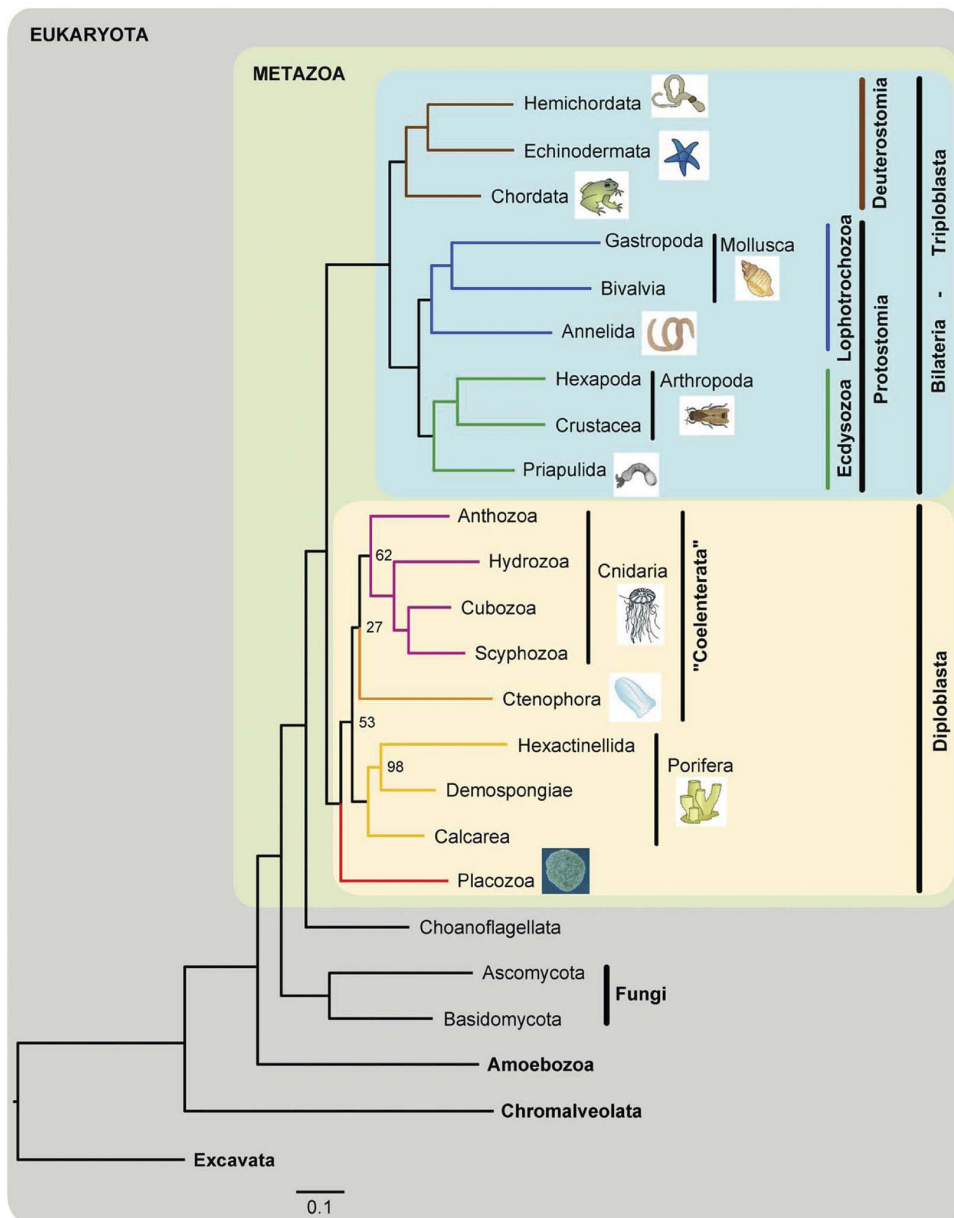 EUKARYOTA
METAZOA
Hemichordata
Echinodermata
Chordata
Deuterostomia
Gastropoda
Mollusca
Bivalvia
Annelida
Lophotrochozoa
Hexapoda
Arthropoda
Crustacea
Priapulida
Ecdysozoa
Protostomia
Bilateria - Triploblasta
Anthozoa
62
Hydrozoa
Cnidaria
Cubozoa
27
Scyphozoa
"Coelenterata"
Ctenophora
53
Hexactinellida
98
Porifera
Demospongiae
Calcarea
Placozoa
Diploblasta
Choanoflagellata
Ascomycota
Fungi
Basidomycota
Amoebozoa
Chromalveolata
Excavata
0.1